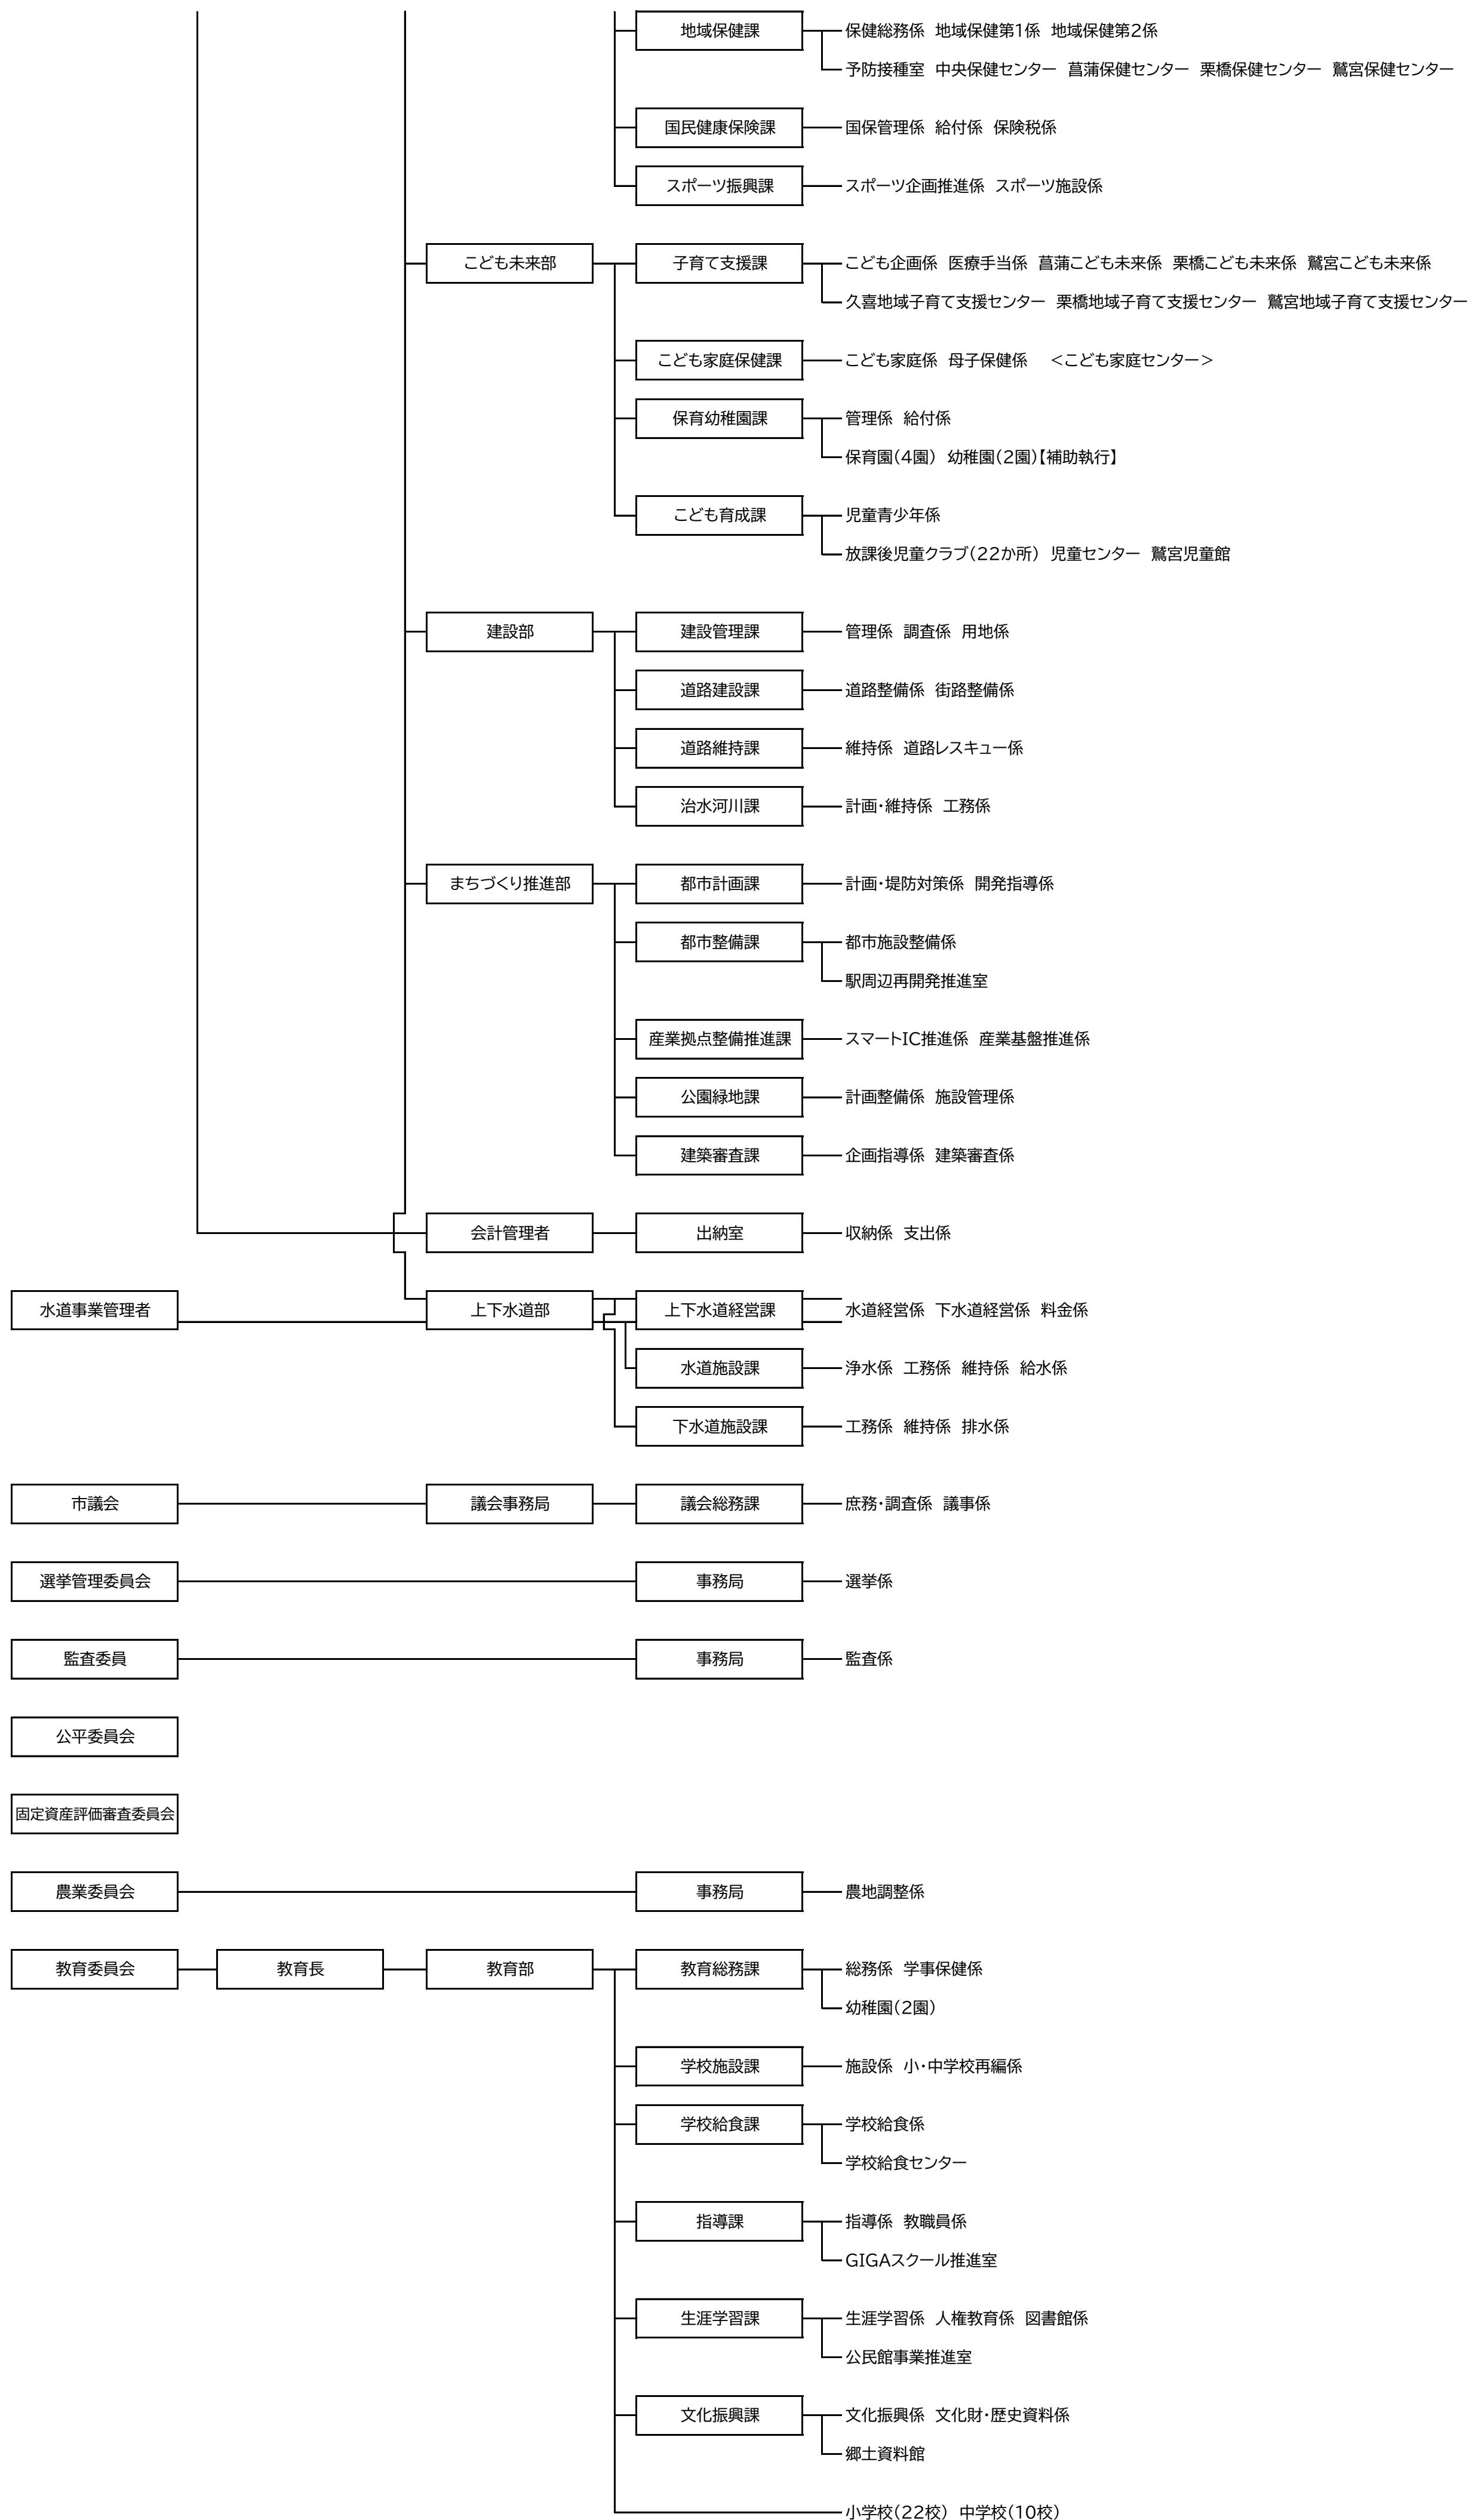 地域保健課 保健総務係 地域保健第1係 地域保健第2係
予防接種室 中央保健センター 菖蒲保健センター 栗橋保健センター 鷲宮保健センター
国民健康保険課 国保管理係 給付係 保険税係
スポーツ振興課 スポーツ企画推進係 スポーツ施設係
こども未来部 子育て支援課 こども企画係 医療手当係 菖蒲こども未来係 栗橋こども未来係 鷲宮こども未来係
久喜地域子育て支援センター 栗橋地域子育て支援センター 鷲宮地域子育て支援センター
こども家庭保健課 こども家庭係 母子保健係 <こども家庭センター>
保育幼稚園課 管理係 給付係
保育園(4園) 幼稚園(2園)【補助執行】
こども育成課 児童青少年係
放課後児童クラブ(22か所) 児童センター 鷲宮児童館
建設部 建設管理課 管理係 調査係 用地係
道路建設課 道路整備係 街路整備係
道路維持課 維持係 道路レスキュー係
治水河川課 計画・維持係 工務係
まちづくり推進部 都市計画課 計画・堤防対策係 開発指導係
都市整備課 都市施設整備係
駅周辺再開発推進室
産業拠点整備推進課 スマートIC推進係 産業基盤推進係
公園緑地課 計画整備係 施設管理係
建築審査課 企画指導係 建築審査係
会計管理者 出納室 収納係 支出係
水道事業管理者 上下水道部 上下水道経営課 水道経営係 下水道経営係 料金係
水道施設課 浄水係 工務係 維持係 給水係
下水道施設課 工務係 維持係 排水係
市議会 議会事務局 議会総務課 庶務・調査係 議事係
選挙管理委員会 事務局 選挙係
監査委員 事務局 監査係
公平委員会
固定資産評価審査委員会
農業委員会 事務局 農地調整係
教育委員会 教育長 教育部 教育総務課 総務係 学事保健係
幼稚園(2園)
学校施設課 施設係 小・中学校再編係
学校給食課 学校給食係
学校給食センター
指導課 指導係 教職員係
GIGAスクール推進室
生涯学習課 生涯学習係 人権教育係 図書館係
公民館事業推進室
文化振興課 文化振興係 文化財・歴史資料係
郷土資料館
小学校(22校) 中学校(10校)